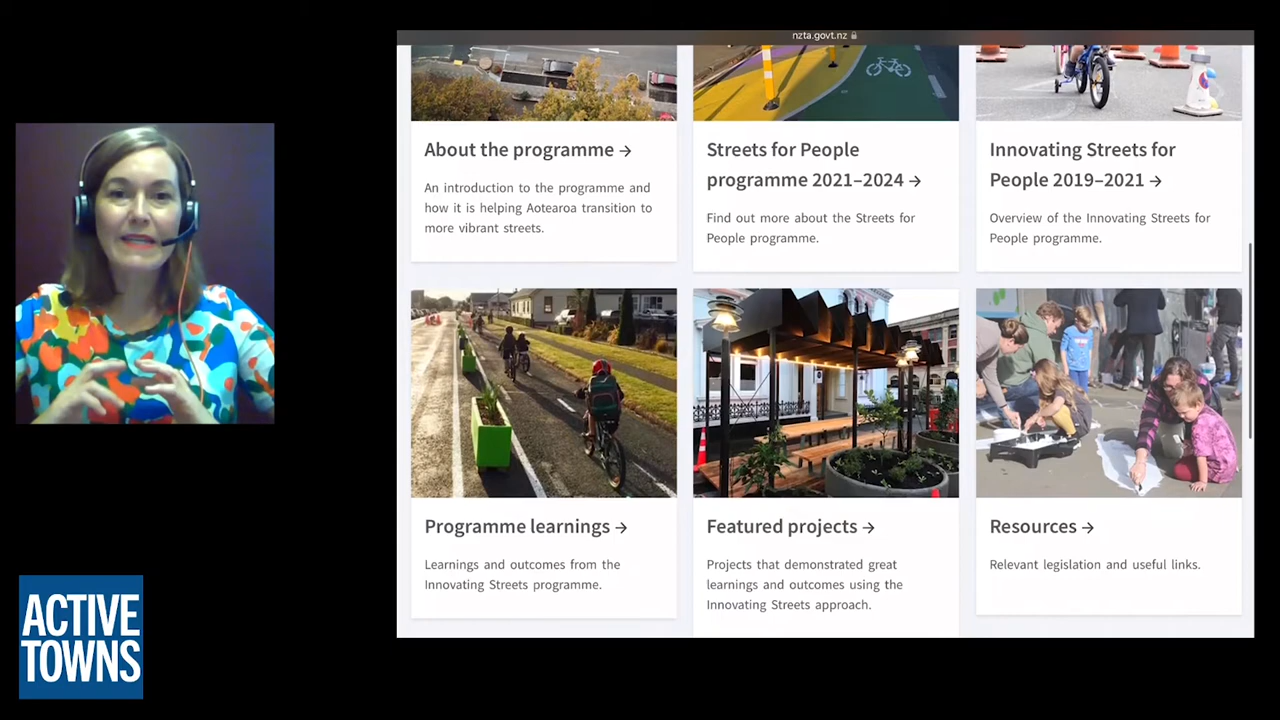 nzta.govt.nz
About the programme →
An introduction to the programme and
how it is helping Aotearoa transition to
more vibrant streets.
Streets for People
programme 2021–2024 →
Find out more about the Streets for
People programme.
Innovating Streets for
People 2019–2021 →
Overview of the Innovating Streets for
People programme.
Programme learnings →
Learnings and outcomes from the
Innovating Streets programme.
Featured projects →
Projects that demonstrated great
learnings and outcomes using the
Innovating Streets approach.
Resources →
Relevant legislation and useful links.
ACTIVE
TOWNS